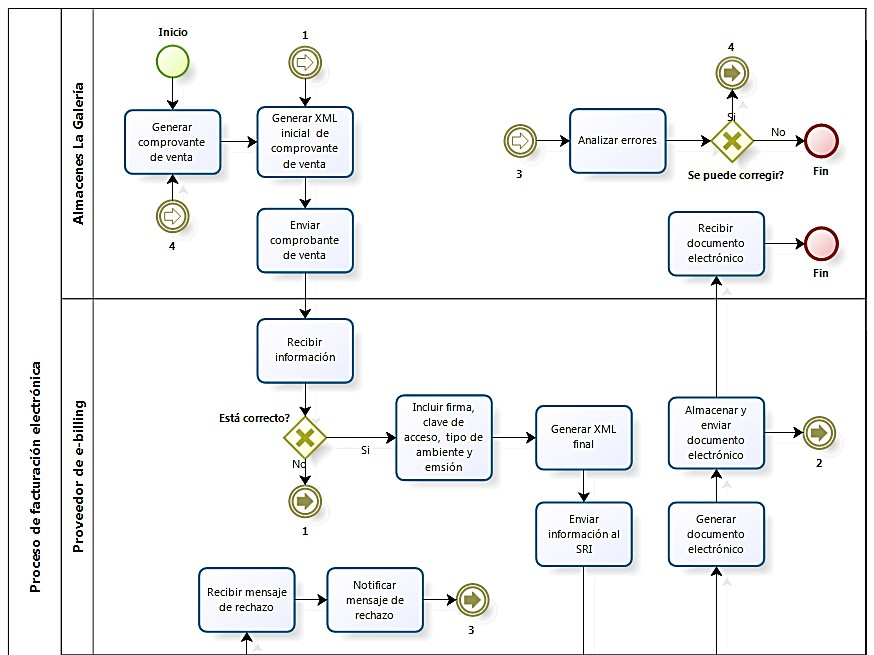 Proceso de facturación electrónica
Almacenes La Galería
Inicio
1
Generar
comprovante
de venta
Generar XML
inicial de
comprovante
de venta
4
Enviar
comprobante
de venta
3
Analizar errores
4
Si
No
Se puede corregir?
Fin
Recibir
documento
electrónico
Fin
Proveedor de e-billing
Recibir
información
Está correcto?
Si
No
1
Incluir firma,
clave de
acceso, tipo de
ambiente y
emsión
Generar XML
final
Enviar
información al
SRI
Almacenar y
enviar
documento
electrónico
2
Generar
documento
electrónico
Recibir mensaje
de rechazo
Notificar
mensaje de
rechazo
3